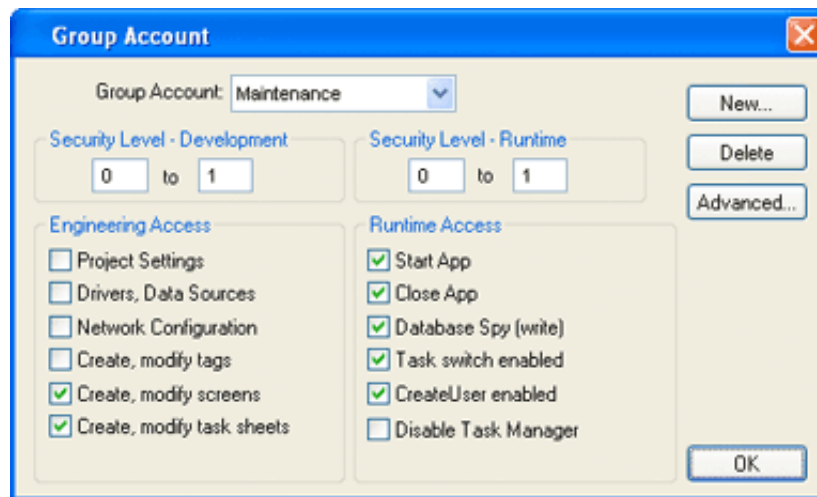 Group Account
Group Account: Maintenance
New...
Security Level - Development
Security Level - Runtime
0 to 1
0 to 1
Delete
Advanced...
Engineering Access
Runtime Access
Project Settings
Start App
Drivers, Data Sources
Close App
Network Configuration
Database Spy (write)
Create, modify tags
Task switch enabled
Create, modify screens
CreateUser enabled
Create, modify task sheets
Disable Task Manager
OK